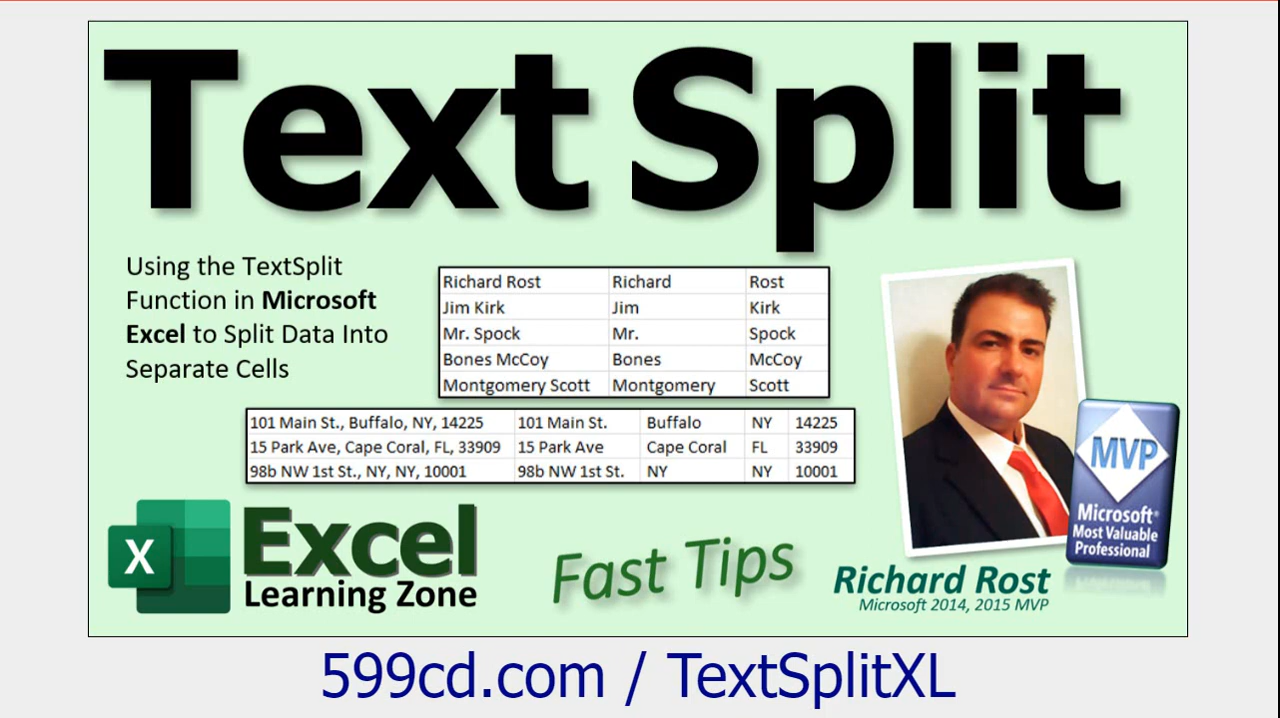 Text Split
Using the TextSplit
Function in Microsoft
Excel to Split Data Into
Separate Cells
Richard Rost Richard Rost
Jim Kirk Jim Kirk
Mr. Spock Mr. Spock
Bones McCoy Bones McCoy
Montgomery Scott Montgomery Scott
101 Main St., Buffalo, NY, 14225 101 Main St. Buffalo NY 14225
15 Park Ave, Cape Coral, FL, 33909 15 Park Ave Cape Coral FL 33909
98b NW 1st St., NY, NY, 10001 98b NW 1st St. NY NY 10001
MVP
Microsoft®
Most Valuable
Professional
X
Excel
Learning Zone
Fast Tips
Richard Rost
Microsoft 2014, 2015 MVP
599cd.com / TextSplitXL